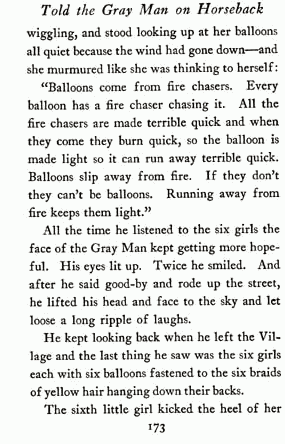 Told the Gray Man on Horseback
wiggling, and stood looking up at her balloons
all quiet because the wind had gone down—and
she murmured like she was thinking to herself:
“Balloons come from fire chasers. Every
balloon has a fire chaser chasing it. All the
fire chasers are made terrible quick and when
they come they burn quick, so the balloon is
made light so it can run away terrible quick.
Balloons slip away from fire. If they don’t
they can’t be balloons. Running away from
fire keeps them light.”
All the time he listened to the six girls the
face of the Gray Man kept getting more hope-
ful. His eyes lit up. Twice he smiled. And
after he said good-by and rode up the street,
he lifted his head and face to the sky and let
loose a long ripple of laughs.
He kept looking back when he left the Vil-
lage and the last thing he saw was the six girls
each with six balloons fastened to the six braids
of yellow hair hanging down their backs.
The sixth little girl kicked the heel of her
173